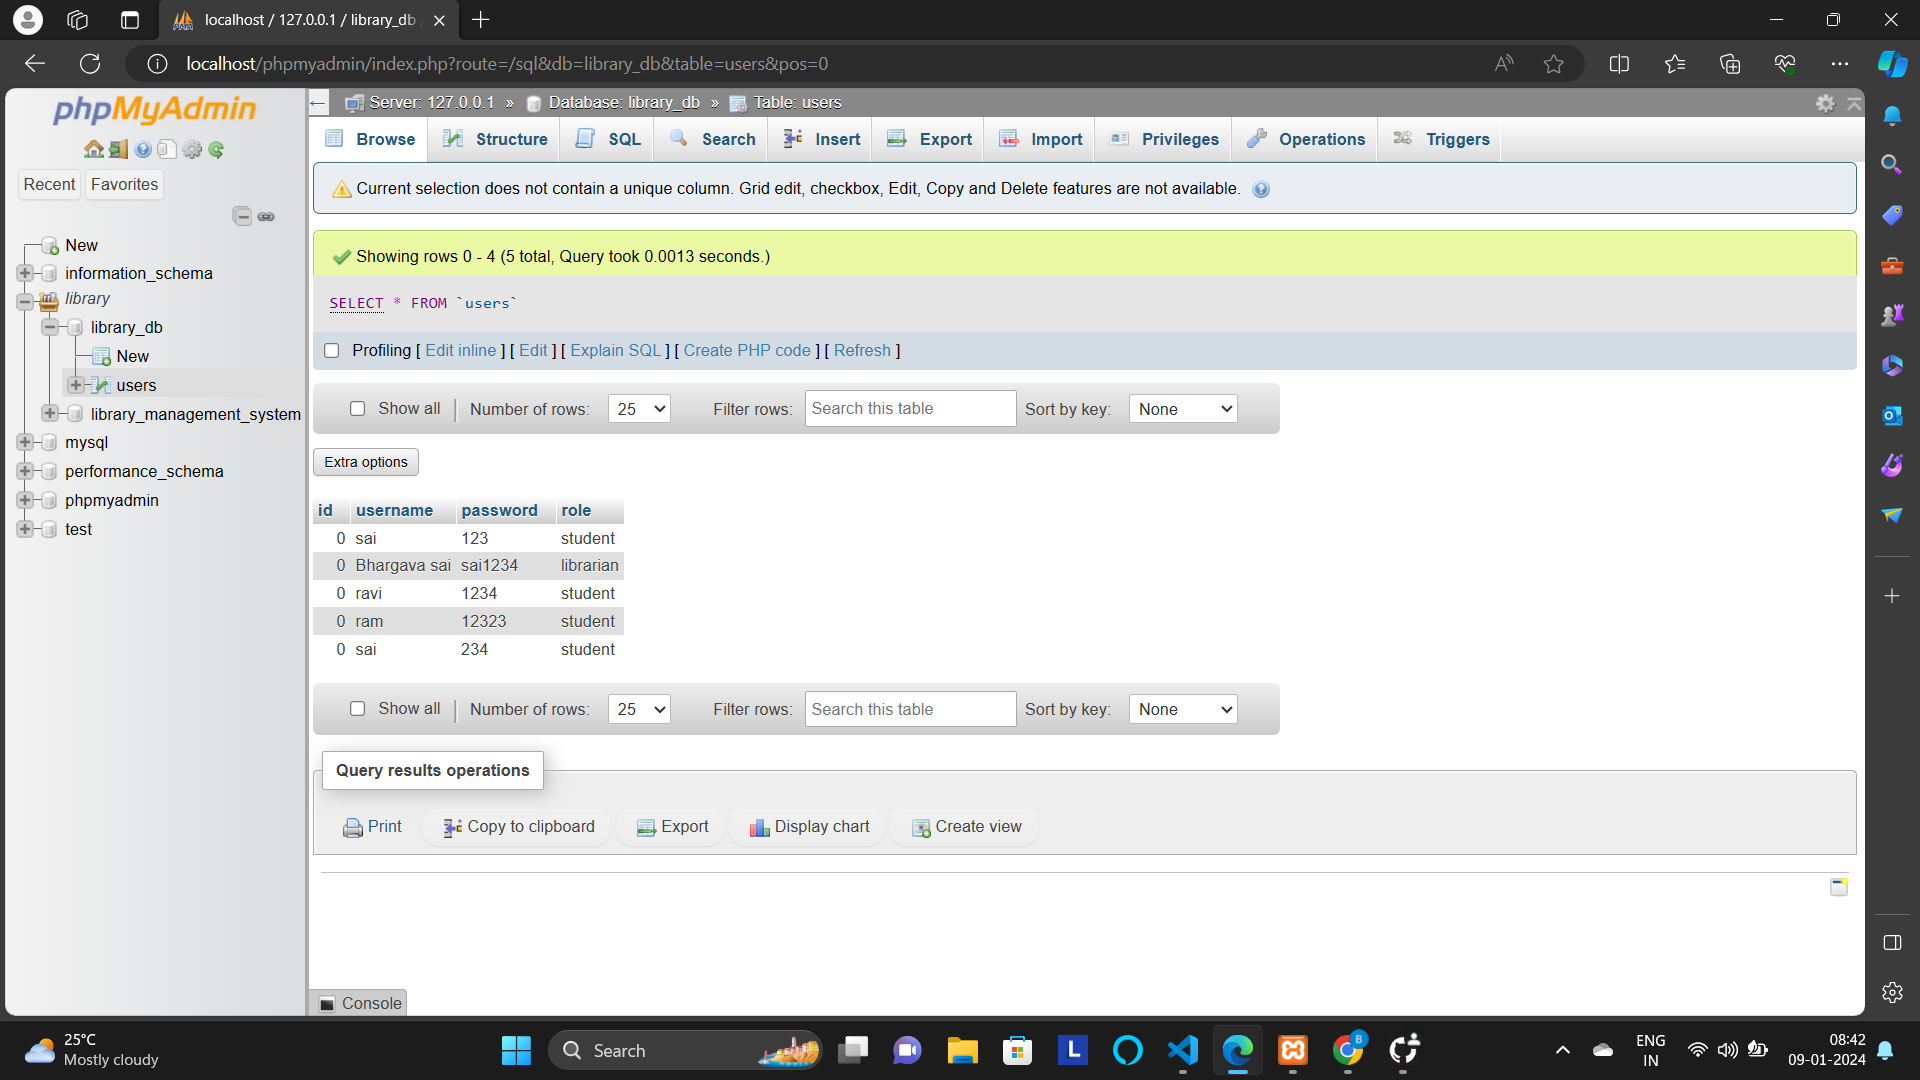 localhost / 127.0.0.1 / library_db
localhost/phpmyadmin/index.php?route=/sql&db=library_db&table=users&pos=0
phpMyAdmin
Recent Favorites
New
information_schema
library
library_db
New
users
library_management_system
mysql
performance_schema
phpmyadmin
test
Server: 127.0.0.1 » Database: library_db » Table: users
Browse Structure SQL Search Insert Export Import Privileges Operations Triggers
Current selection does not contain a unique column. Grid edit, checkbox, Edit, Copy and Delete features are not available.
Showing rows 0 - 4 (5 total, Query took 0.0013 seconds.)
SELECT * FROM `users`
Profiling [ Edit inline ] [ Edit ] [ Explain SQL ] [ Create PHP code ] [ Refresh ]
Show all | Number of rows: 25 Filter rows: Search this table Sort by key: None
Extra options
id username password role
0 sai 123 student
0 Bhargava sai sai1234 librarian
0 ravi 1234 student
0 ram 12323 student
0 sai 234 student
Show all | Number of rows: 25 Filter rows: Search this table Sort by key: None
Query results operations
Print Copy to clipboard Export Display chart Create view
Console
25°C
Mostly cloudy
Search
L
B
ENG
IN
08:42
09-01-2024